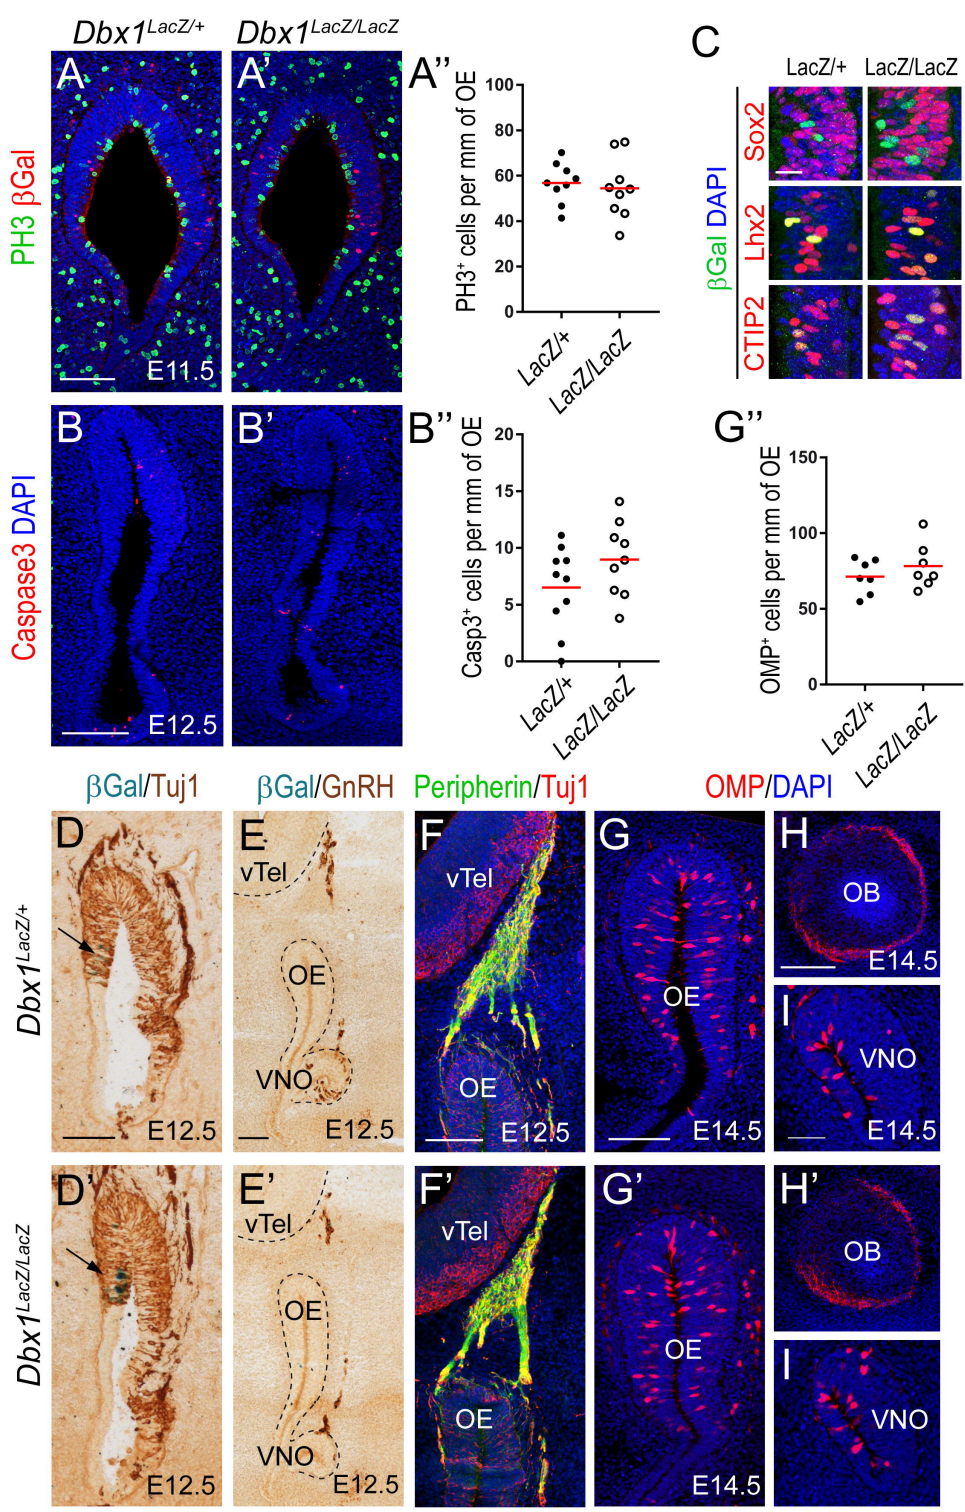 Dbx1LacZ/+
Dbx1LacZ/LacZ
PH3 βGal
A
E11.5
A'
A''
PH3+ cells per mm of OE
100
80
60
40
20
0
LacZ/+
LacZ/LacZ
C
LacZ/+
LacZ/LacZ
βGal DAPI
Sox2
Lhx2
CTIP2
Caspase3 DAPI
B
E12.5
B'
B''
Casp3+ cells per mm of OE
20
15
10
5
0
LacZ/+
LacZ/LacZ
G''
OMP+ cells per mm of OE
150
100
50
0
LacZ/+
LacZ/LacZ
βGal/Tuj1
βGal/GnRH
Peripherin/Tuj1
OMP/DAPI
Dbx1LacZ/+
D
E12.5
E
vTel
OE
VNO
E12.5
F
vTel
OE
E12.5
G
OE
E14.5
H
OB
E14.5
I
VNO
E14.5
Dbx1LacZ/LacZ
D'
E12.5
E'
vTel
OE
VNO
E12.5
F'
vTel
OE
G'
OE
E14.5
H'
OB
I
VNO